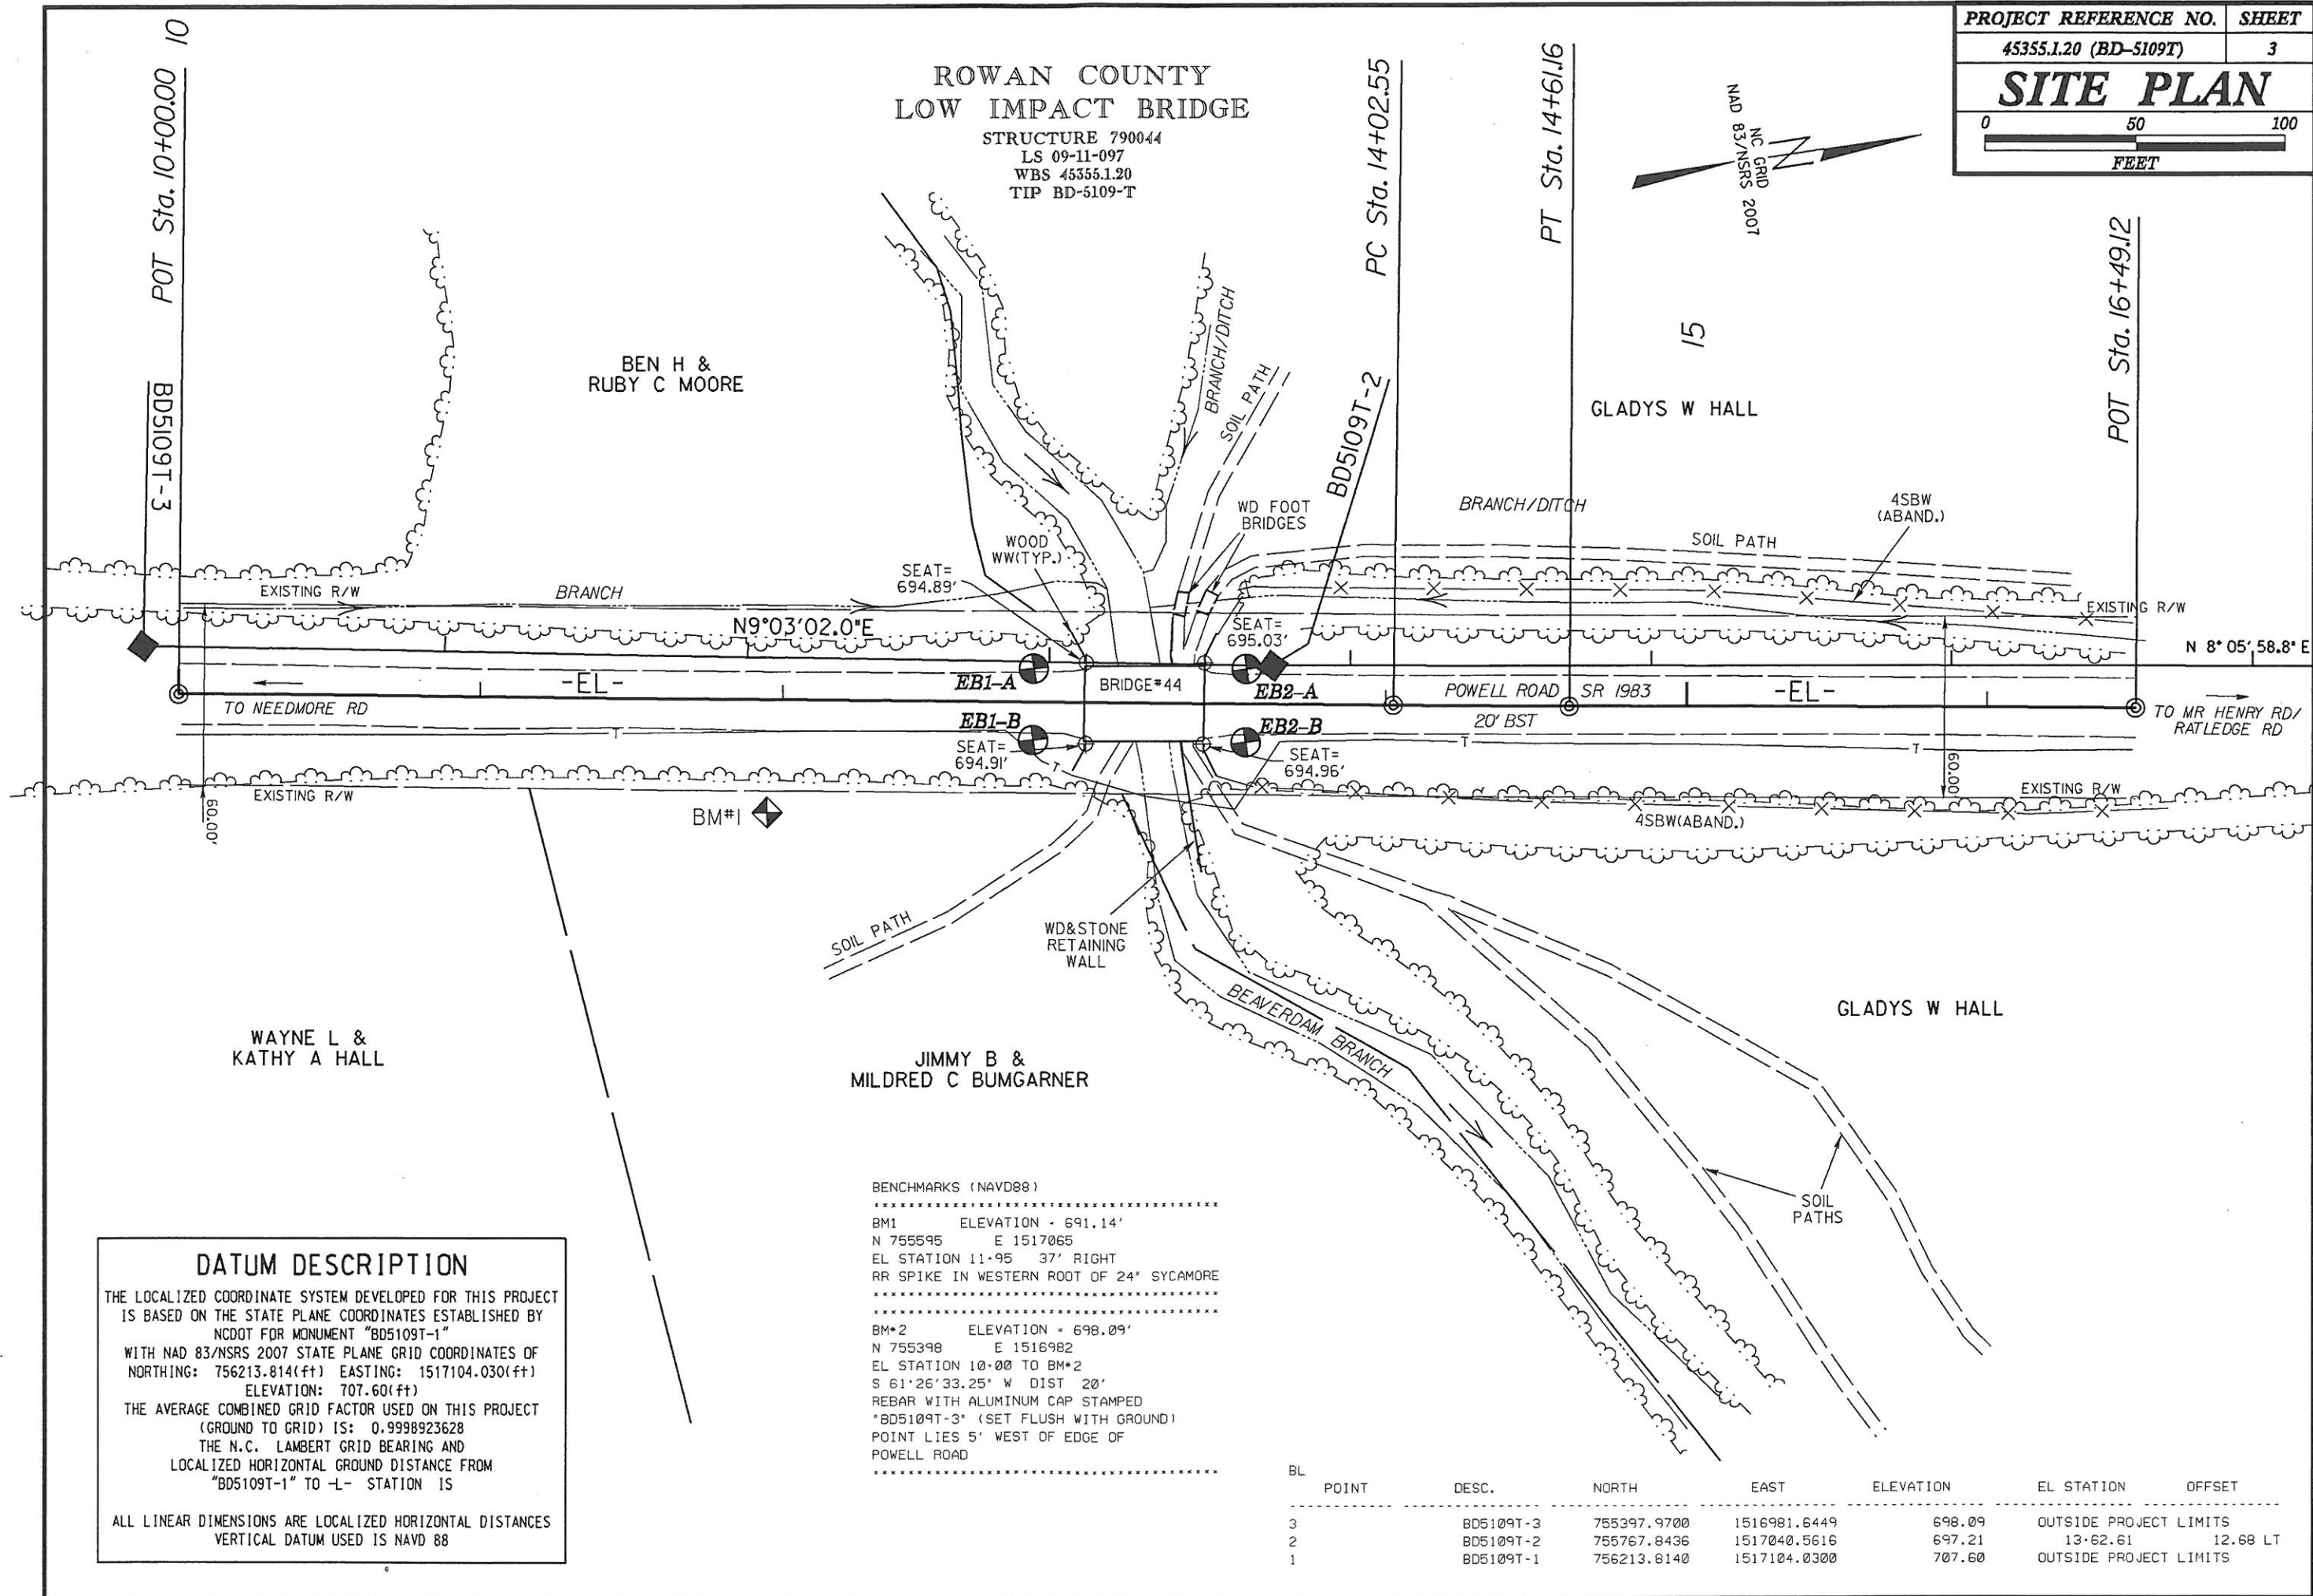 PROJECT REFERENCE NO. SHEET
45355.1.20 (BD-5109T) 3
SITE PLAN
0 50 100
FEET
ROWAN COUNTY
LOW IMPACT BRIDGE
STRUCTURE 790044
LS 09-11-097
WBS 45355.1.20
TIP BD-5109-T
10
POT Sta. 10+00.00
BD5109T-3
PC Sta. 14+02.55
PT Sta. 14+61.16
NC GRID
NAD 83/NSRS 2007
15
POT Sta. 16+49.12
BEN H &
RUBY C MOORE
BRANCH/DITCH
SOIL PATH
BD5109T-2
GLADYS W HALL
WD FOOT
BRIDGES
BRANCH/DITCH
4SBW
(ABAND.)
SOIL PATH
WOOD
WW(TYP.)
SEAT=
694.89'
EXISTING R/W
BRANCH
N9°03'02.0"E
SEAT=
695.03'
EXISTING R/W
N 8° 05' 58.8" E
-EL-
EB1-A
BRIDGE#44
EB2-A
POWELL ROAD SR 1983
-EL-
TO NEEDMORE RD
20' BST
TO MR HENRY RD/
RATLEDGE RD
EB1-B
EB2-B
T
T
T
T
SEAT=
694.91'
SEAT=
694.96'
60.00'
60.00'
EXISTING R/W
EXISTING R/W
BM#1
4SBW(ABAND.)
SOIL PATH
WD&STONE
RETAINING
WALL
BEAVERDAM BRANCH
GLADYS W HALL
WAYNE L &
KATHY A HALL
JIMMY B &
MILDRED C BUMGARNER
SOIL
PATHS
BENCHMARKS (NAVD88)
BM1 ELEVATION - 691.14'
N 755595 E 1517065
EL STATION 11+95 37' RIGHT
RR SPIKE IN WESTERN ROOT OF 24" SYCAMORE
BM*2 ELEVATION = 698.09'
N 755398 E 1516982
EL STATION 10+00 TO BM*2
S 61°26'33.25" W DIST 20'
REBAR WITH ALUMINUM CAP STAMPED
"BD5109T-3" (SET FLUSH WITH GROUND)
POINT LIES 5' WEST OF EDGE OF
POWELL ROAD
DATUM DESCRIPTION
THE LOCALIZED COORDINATE SYSTEM DEVELOPED FOR THIS PROJECT
IS BASED ON THE STATE PLANE COORDINATES ESTABLISHED BY
NCDOT FOR MONUMENT "BD5109T-1"
WITH NAD 83/NSRS 2007 STATE PLANE GRID COORDINATES OF
NORTHING: 756213.814(ft) EASTING: 1517104.030(ft)
ELEVATION: 707.60(ft)
THE AVERAGE COMBINED GRID FACTOR USED ON THIS PROJECT
(GROUND TO GRID) IS: 0.9998923628
THE N.C. LAMBERT GRID BEARING AND
LOCALIZED HORIZONTAL GROUND DISTANCE FROM
"BD5109T-1" TO -L- STATION IS
ALL LINEAR DIMENSIONS ARE LOCALIZED HORIZONTAL DISTANCES
VERTICAL DATUM USED IS NAVD 88
BL
POINT DESC. NORTH EAST ELEVATION EL STATION OFFSET
3 BD5109T-3 755397.9700 1516981.6449 698.09 OUTSIDE PROJECT LIMITS
2 BD5109T-2 755767.8436 1517040.5616 697.21 13+62.61 12.68 LT
1 BD5109T-1 756213.8140 1517104.0300 707.60 OUTSIDE PROJECT LIMITS